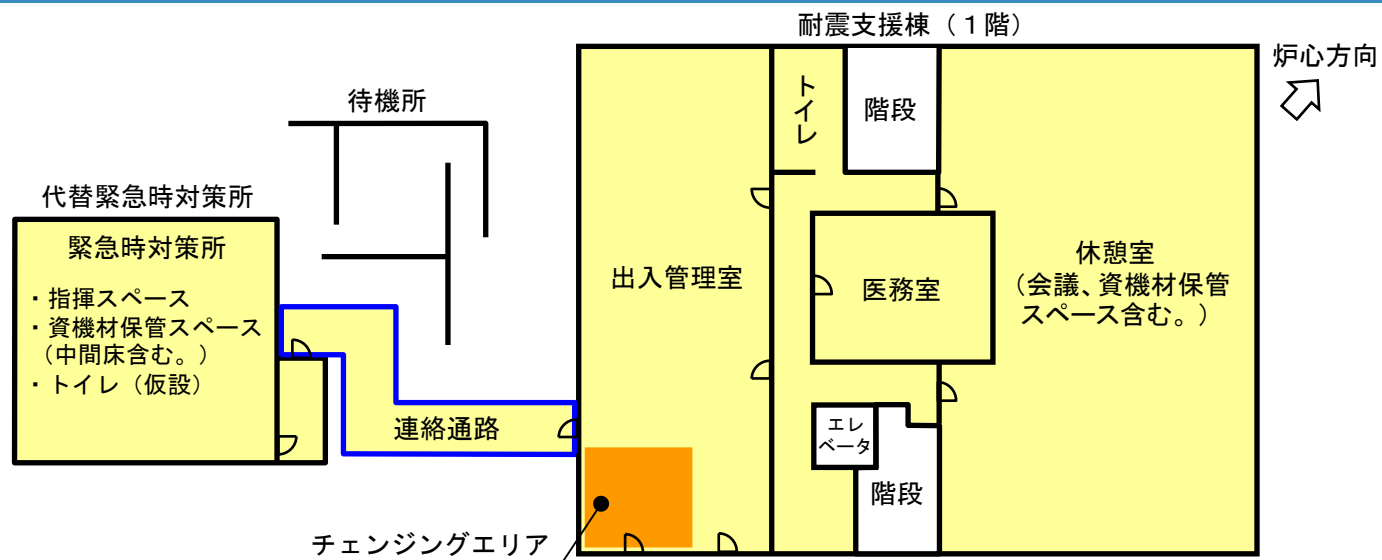 耐震支援棟（１階）
炉心方向
待機所
代替緊急時対策所
緊急時対策所
・指揮スペース
・資機材保管スペース
（中間床含む。）
・トイレ（仮設）
連絡通路
出入管理室
トイレ
階段
医務室
休憩室
（会議、資機材保管
スペース含む。）
エレ
ベータ
階段
チェンジングエリア